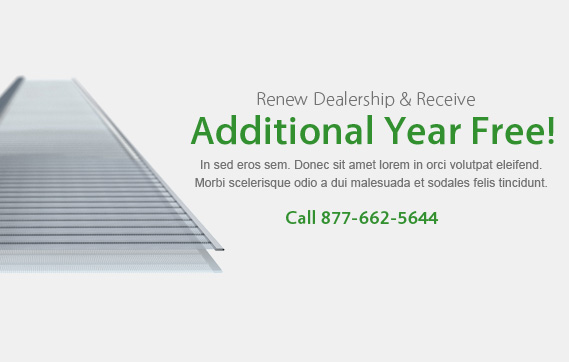 Renew Dealership & Receive
Additional Year Free!
In sed eros sem. Donec sit amet lorem in orci volutpat eleifend.
Morbi scelerisque odio a dui malesuada et sodales felis tincidunt.
Call 877-662-5644